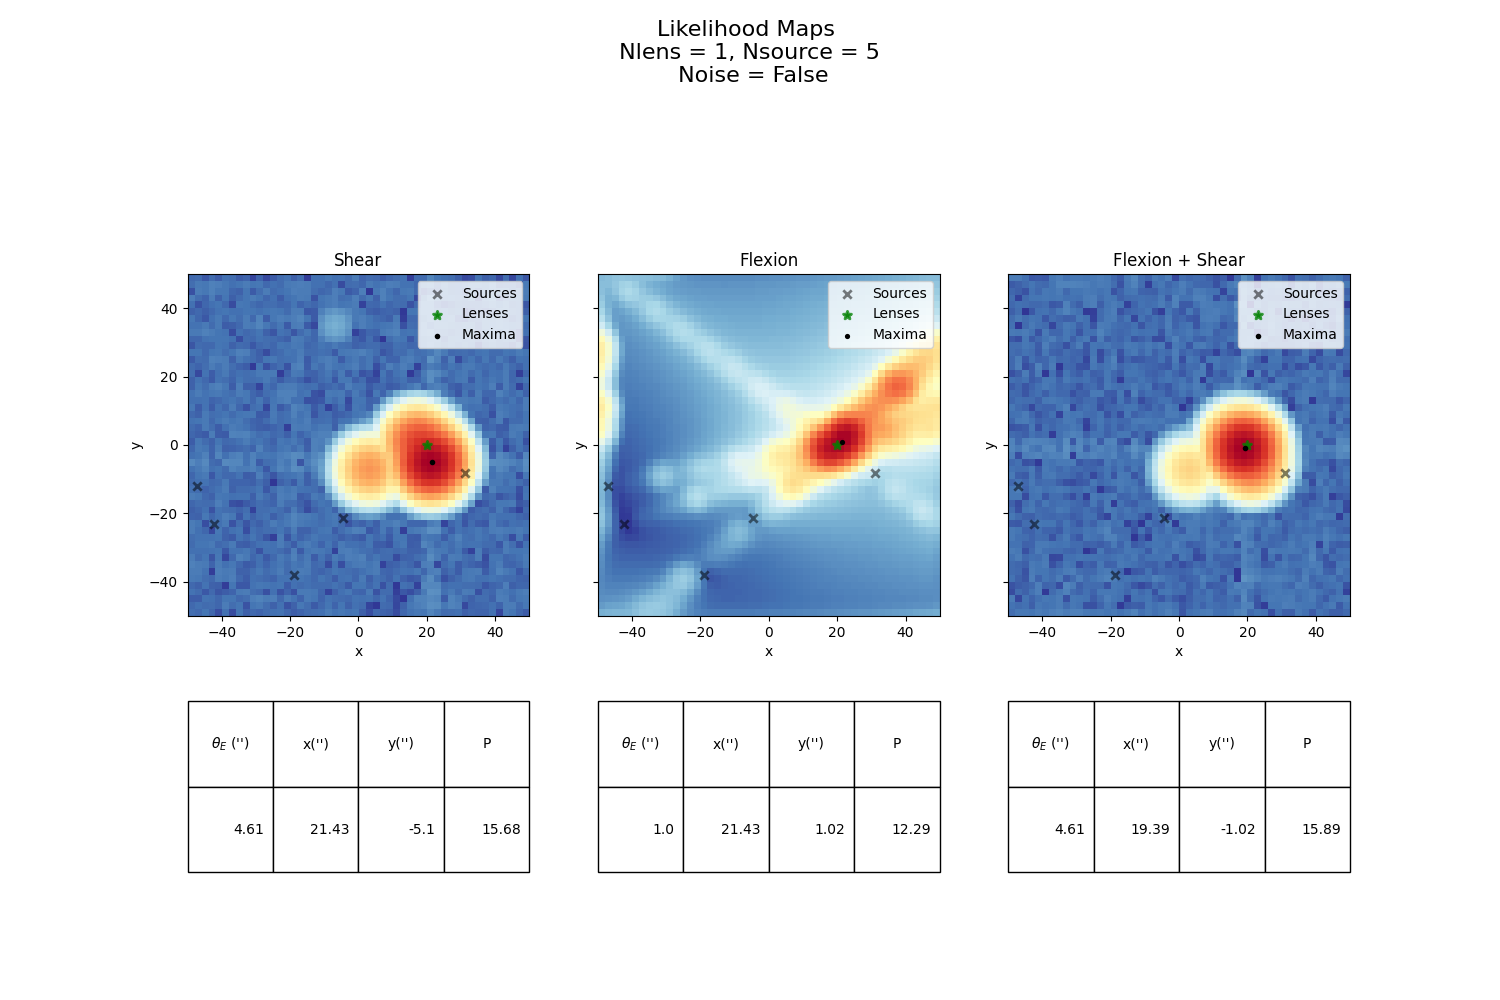 Likelihood Maps
Nlens = 1, Nsource = 5
Noise = False
Shear
Sources
Lenses
Maxima
40
20
0
−20
−40
y
−40 −20 0 20 40
x
Flexion
Sources
Lenses
Maxima
y
−40 −20 0 20 40
x
Flexion + Shear
Sources
Lenses
Maxima
y
−40 −20 0 20 40
x
θE ('') x('') y('') P
4.61 21.43 -5.1 15.68
θE ('') x('') y('') P
1.0 21.43 1.02 12.29
θE ('') x('') y('') P
4.61 19.39 -1.02 15.89